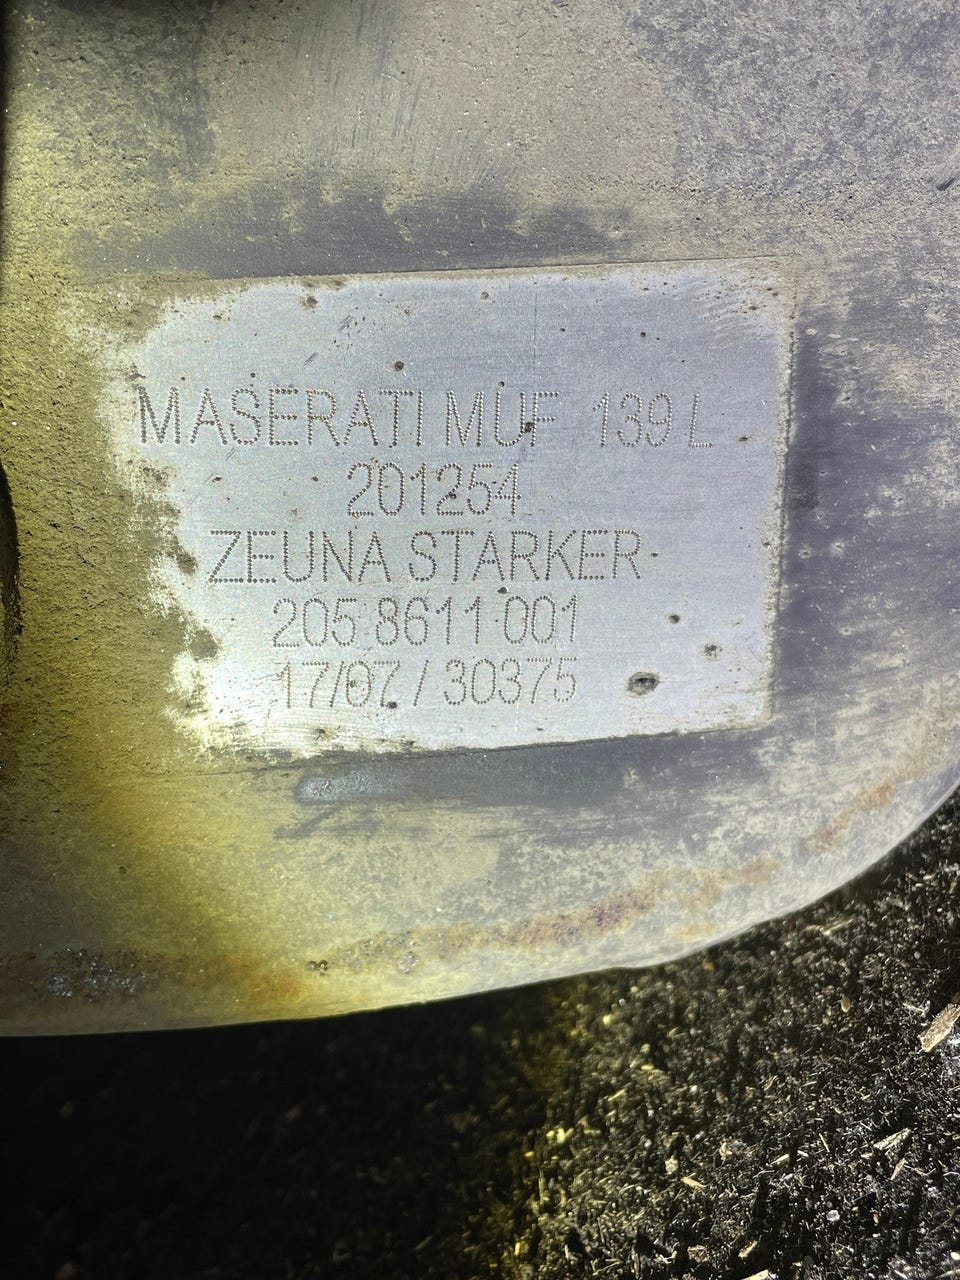 MASERATI MUF 139 L
201254
ZEUNA STARKER
205 8611 001
17/07 / 30375